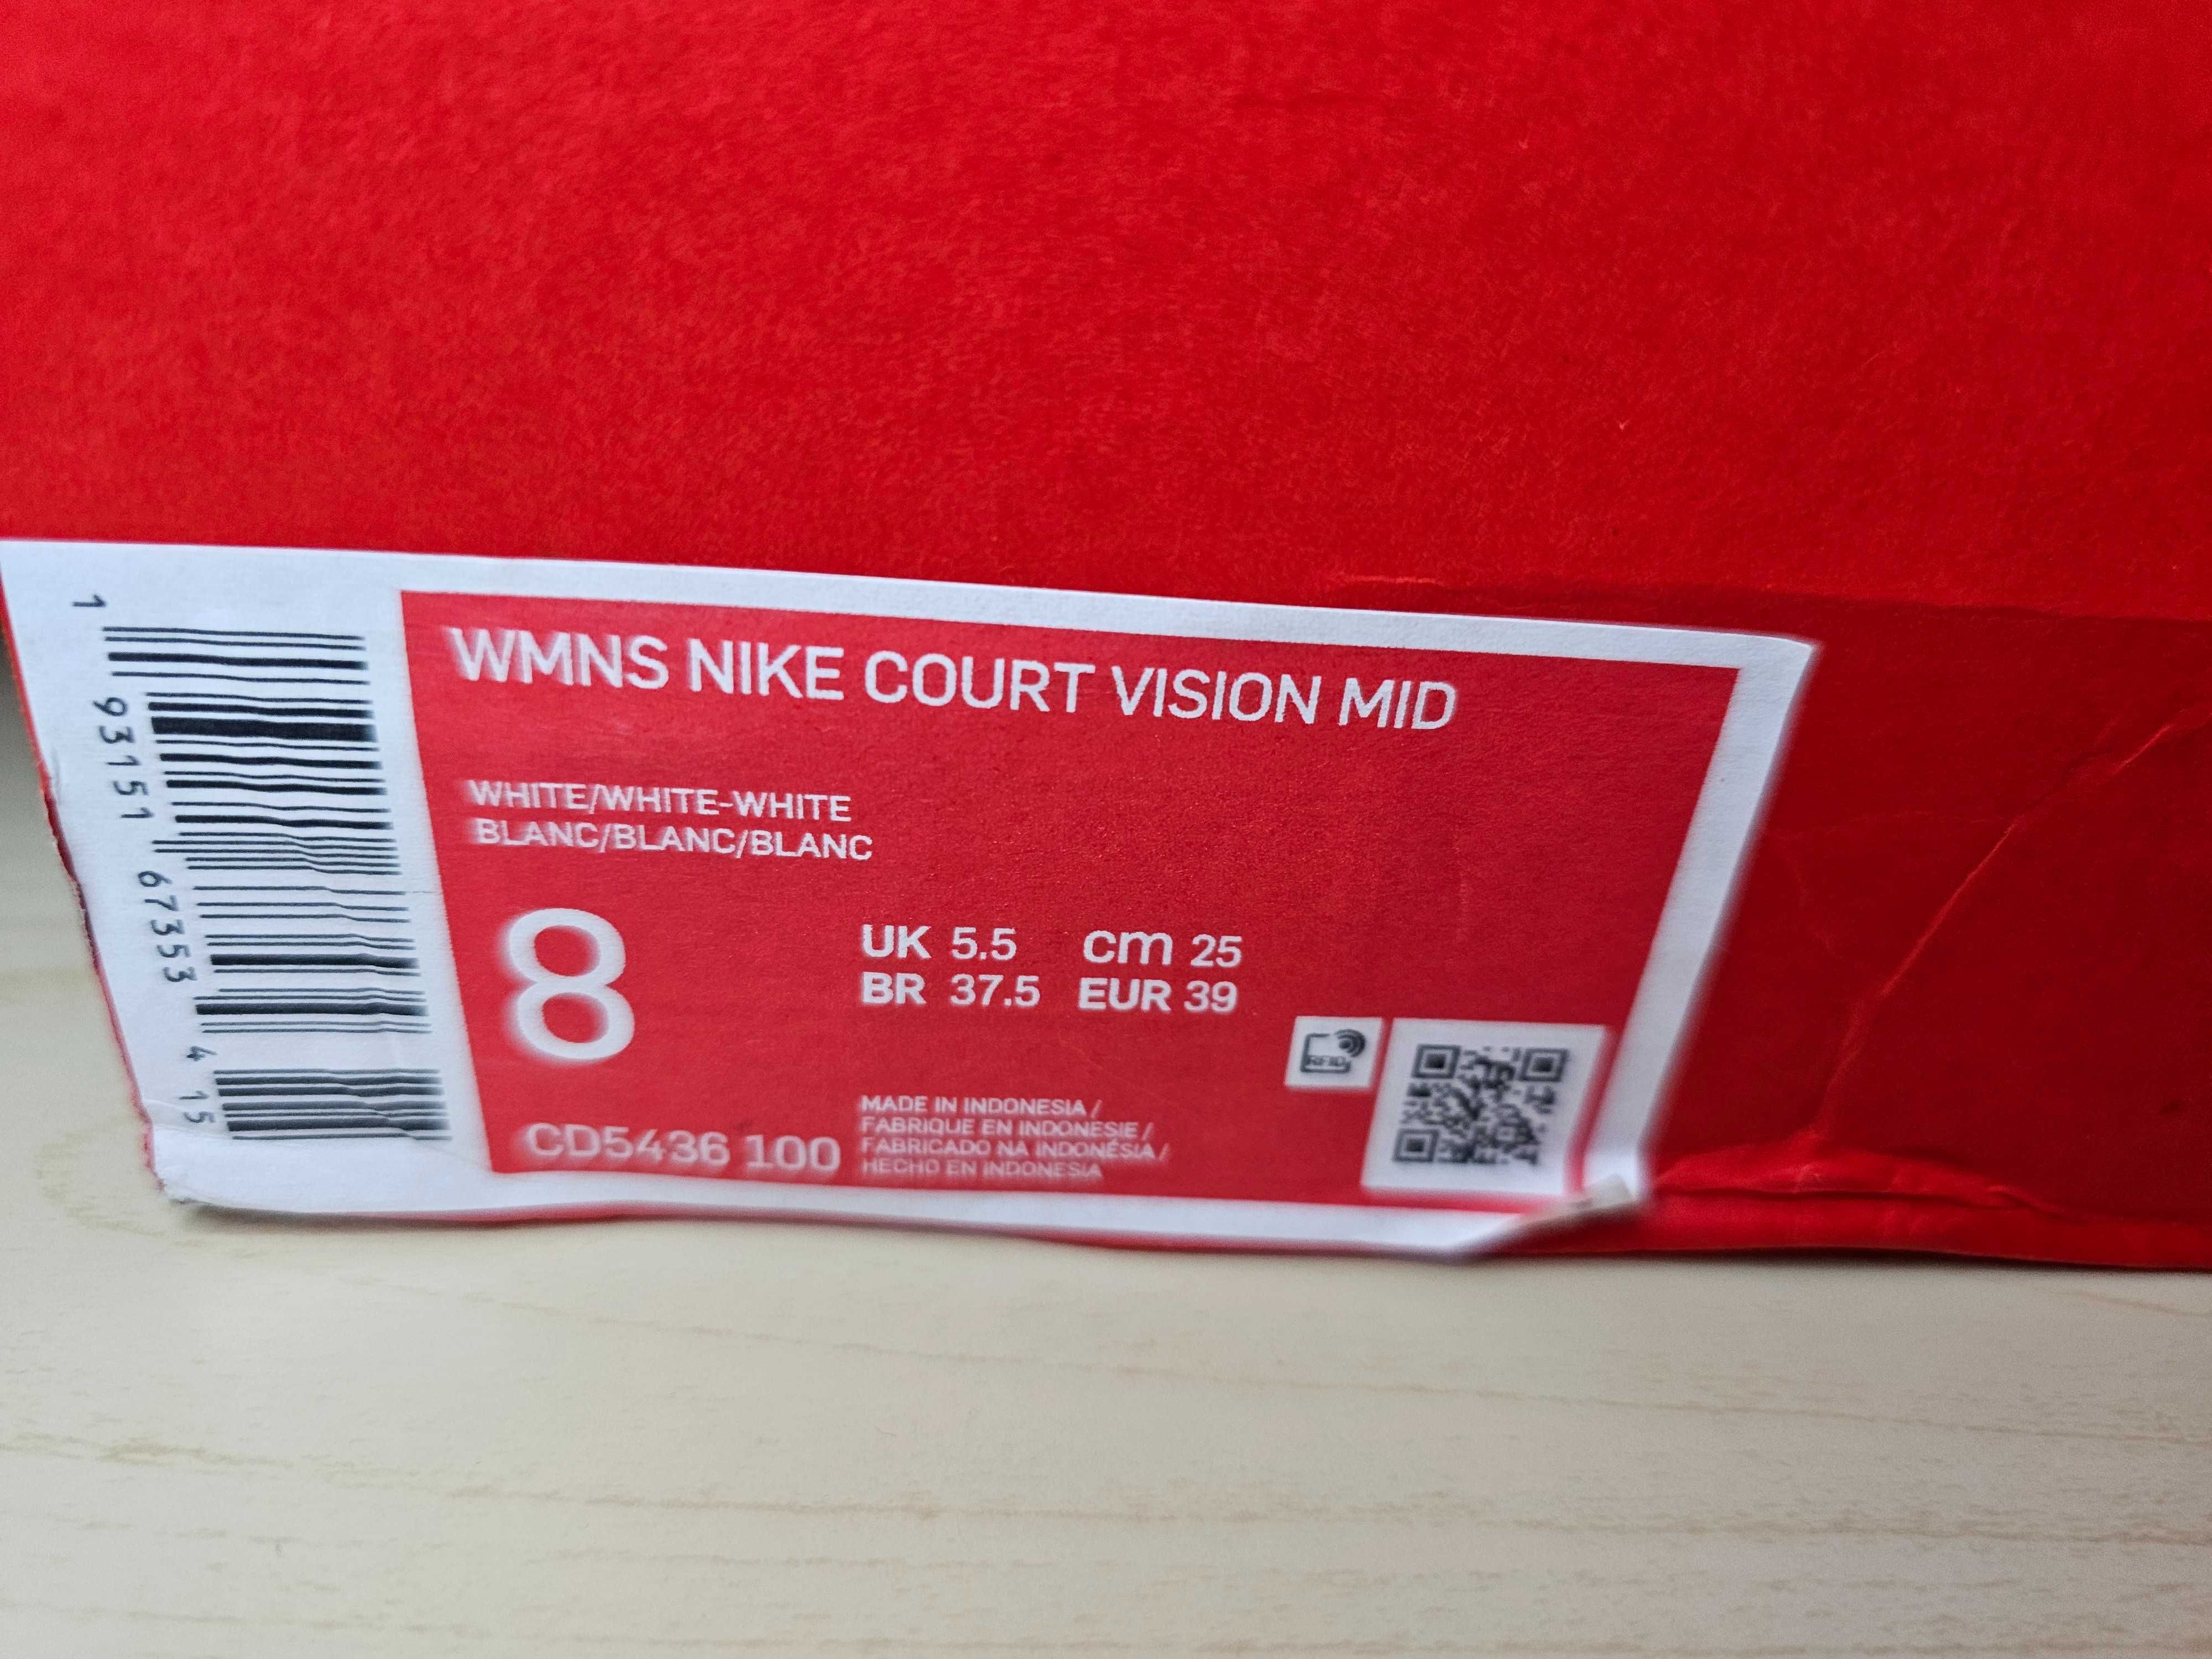 WMNS NIKE COURT VISION MID
WHITE/WHITE-WHITE
BLANC/BLANC/BLANC
8
UK 5.5 cm 25
BR 37.5 EUR 39
CD5436 100
MADE IN INDONESIA /
FABRIQUE EN INDONESIE /
FABRICADO NA INDONÉSIA /
HECHO EN INDONESIA
RFID
1 93151 67353 4 15